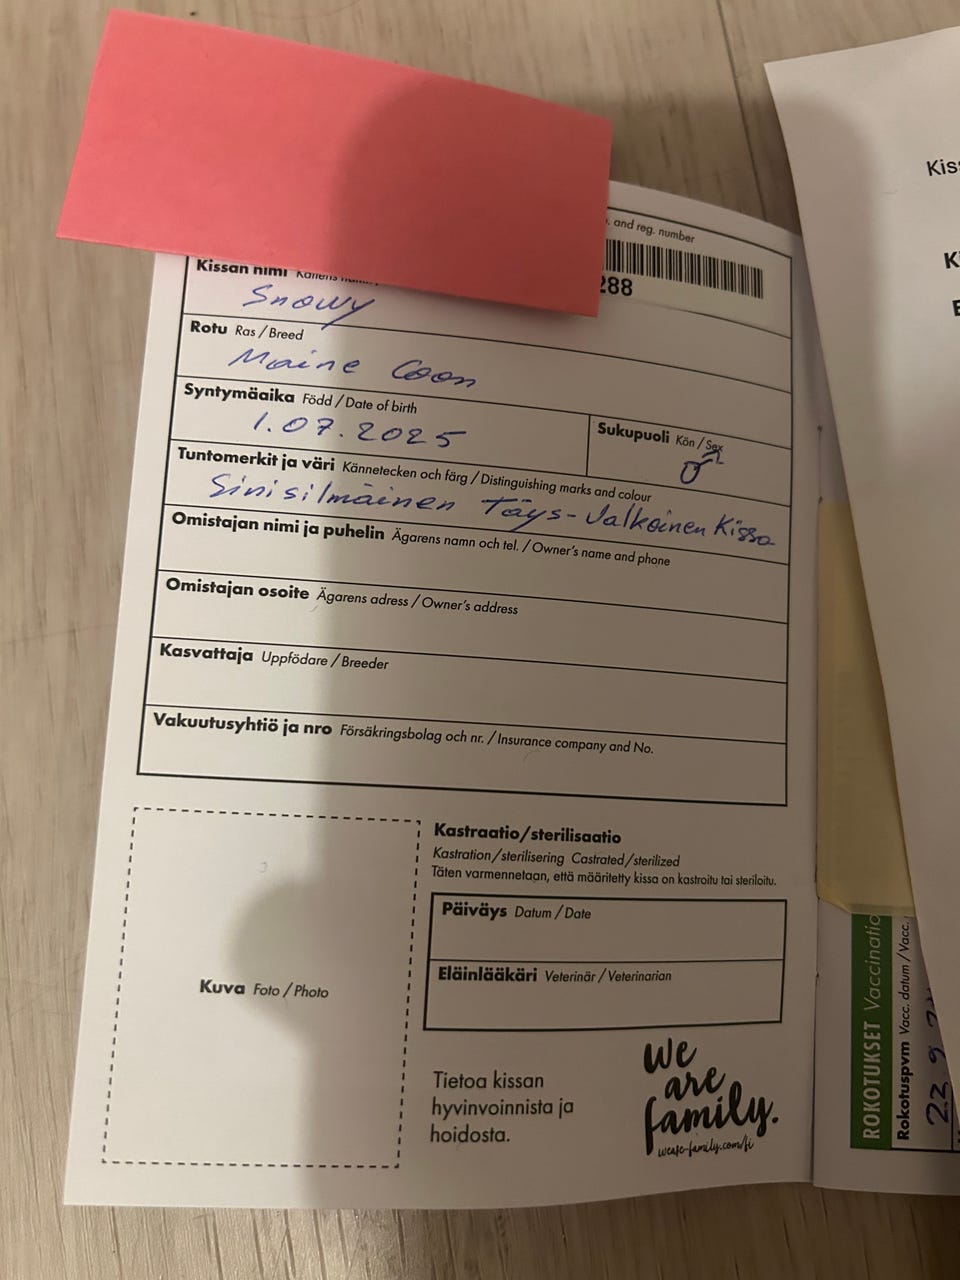 . and reg. number
288
Kissan nimi Kattens
Snowy
Rotu Ras / Breed
Maine Coon
Syntymäaika Född / Date of birth
1.07.2025
Sukupuoli Kön / Sex
♂
Tuntomerkit ja väri Kännetecken och färg / Distinguishing marks and colour
Sinisilmäinen Täys-Valkoinen Kissa
Omistajan nimi ja puhelin Ägarens namn och tel. / Owner's name and phone
Omistajan osoite Ägarens adress / Owner's address
Kasvattaja Uppfödare / Breeder
Vakuutusyhtiö ja nro Försäkringsbolag och nr. / Insurance company and No.
Kuva Foto / Photo
Kastraatio/sterilisaatio
Kastration/sterilisering Castrated/sterilized
Täten varmennetaan, että määritetty kissa on kastroitu tai steriloitu.
Päiväys Datum / Date
Eläinlääkäri Veterinär / Veterinarian
Tietoa kissan
hyvinvoinnista ja
hoidosta.
we
are
family.
weare-family.com/fi
Kiss
K
E
ROKOTUKSET Vaccinatio
Rokotuspvm Vacc. datum / Vacc.
22.9.2